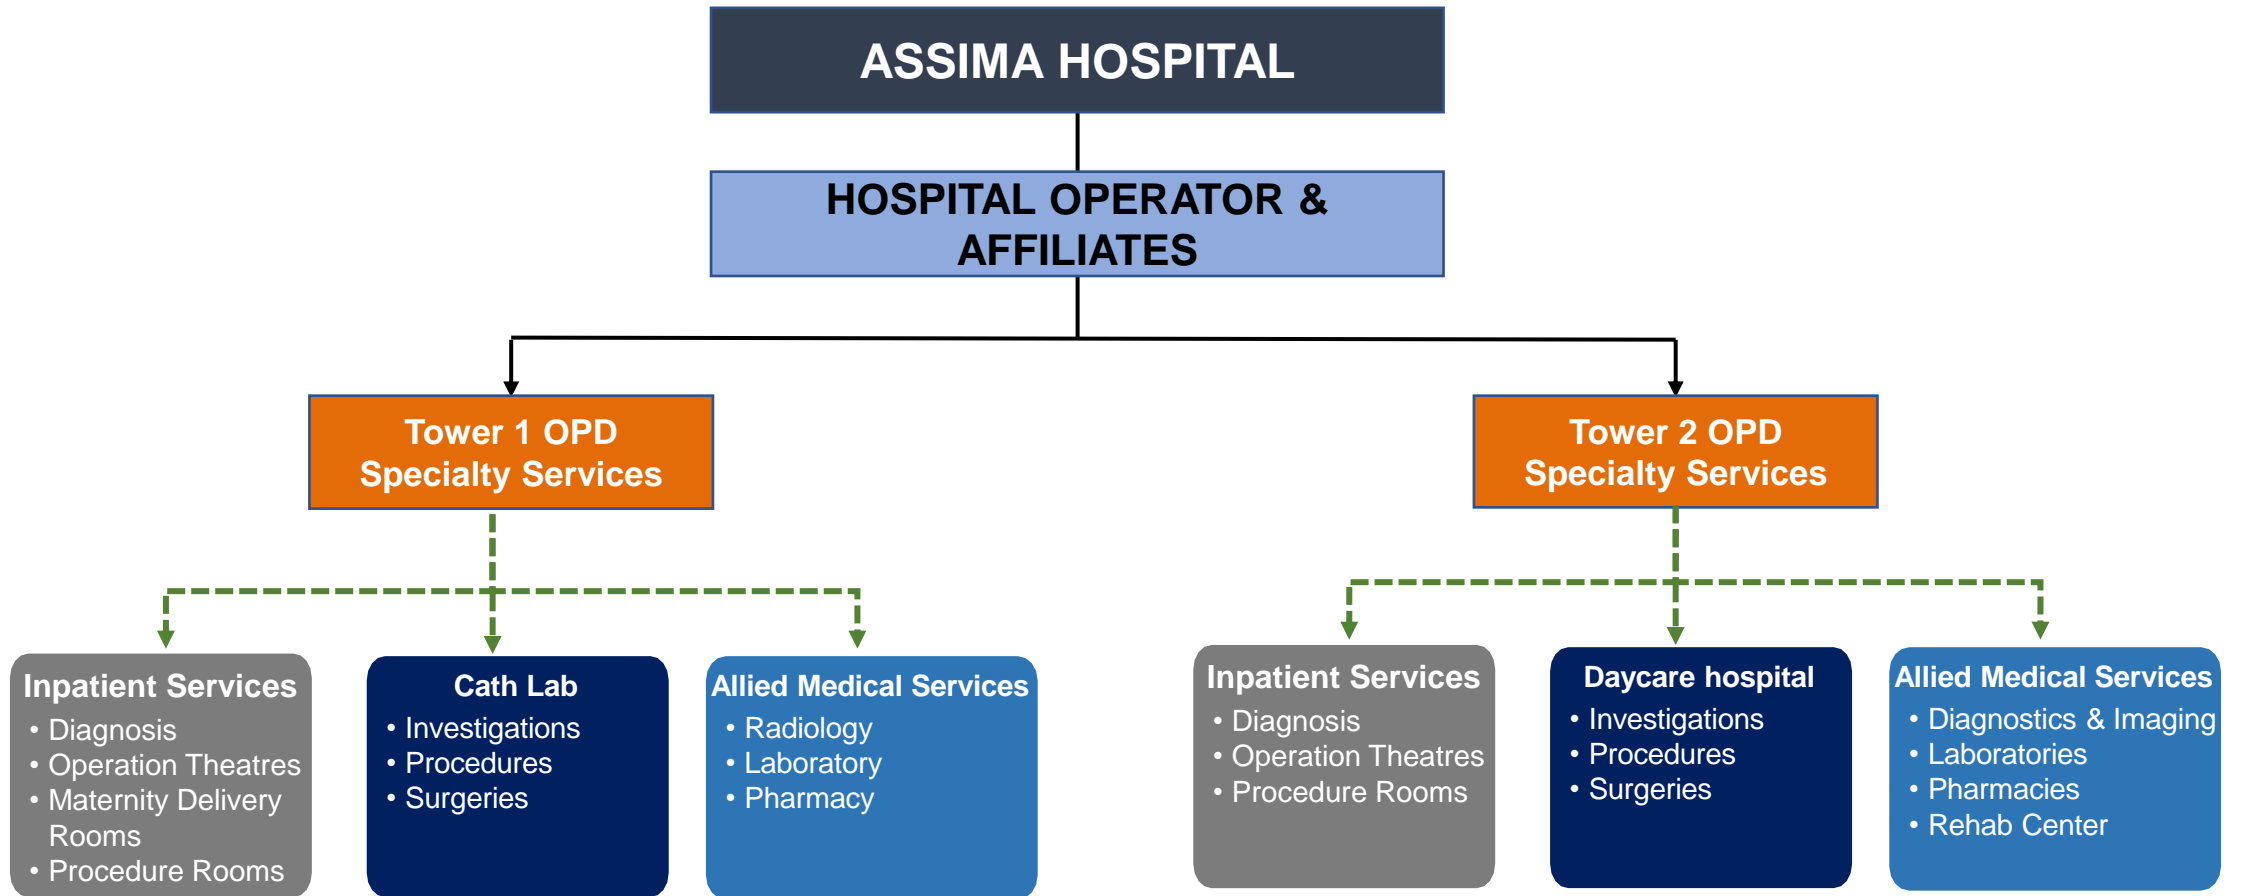 ASSIMA HOSPITAL
HOSPITAL OPERATOR &
AFFILIATES
Tower 1 OPD
Specialty Services
Tower 2 OPD
Specialty Services
Inpatient Services
• Diagnosis
• Operation Theatres
• Maternity Delivery
Rooms
• Procedure Rooms
Cath Lab
• Investigations
• Procedures
• Surgeries
Allied Medical Services
• Radiology
• Laboratory
• Pharmacy
Inpatient Services
• Diagnosis
• Operation Theatres
• Procedure Rooms
Daycare hospital
• Investigations
• Procedures
• Surgeries
Allied Medical Services
• Diagnostics & Imaging
• Laboratories
• Pharmacies
• Rehab Center